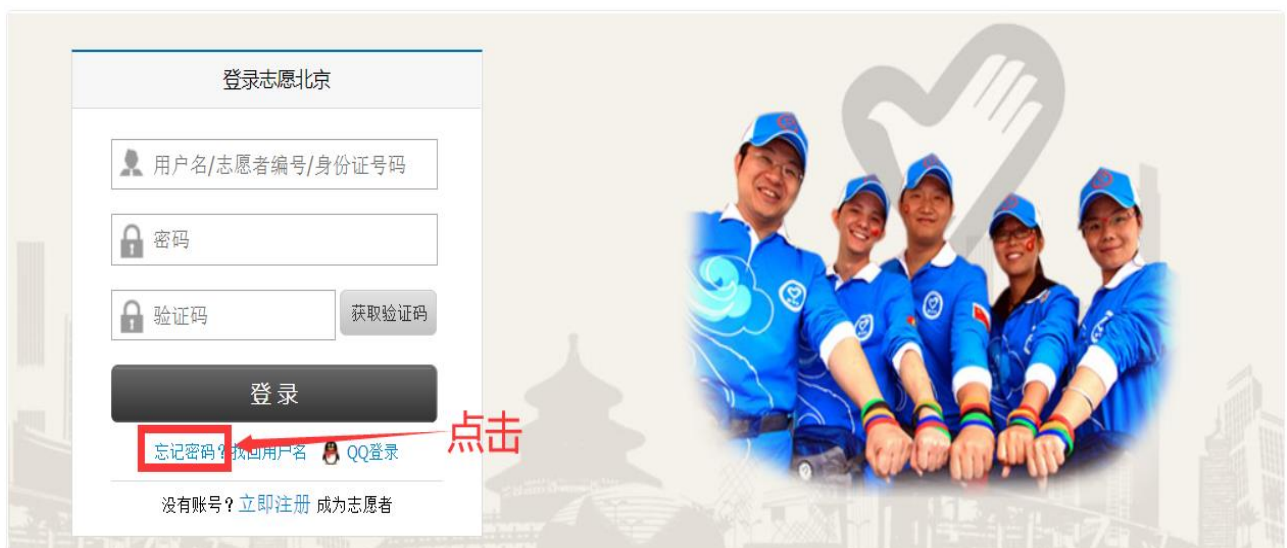 登录志愿北京
用户名/志愿者编号/身份证号码
密码
验证码 获取验证码
登录
忘记密码?找回用户名 QQ登录
点击
没有账号?立即注册 成为志愿者